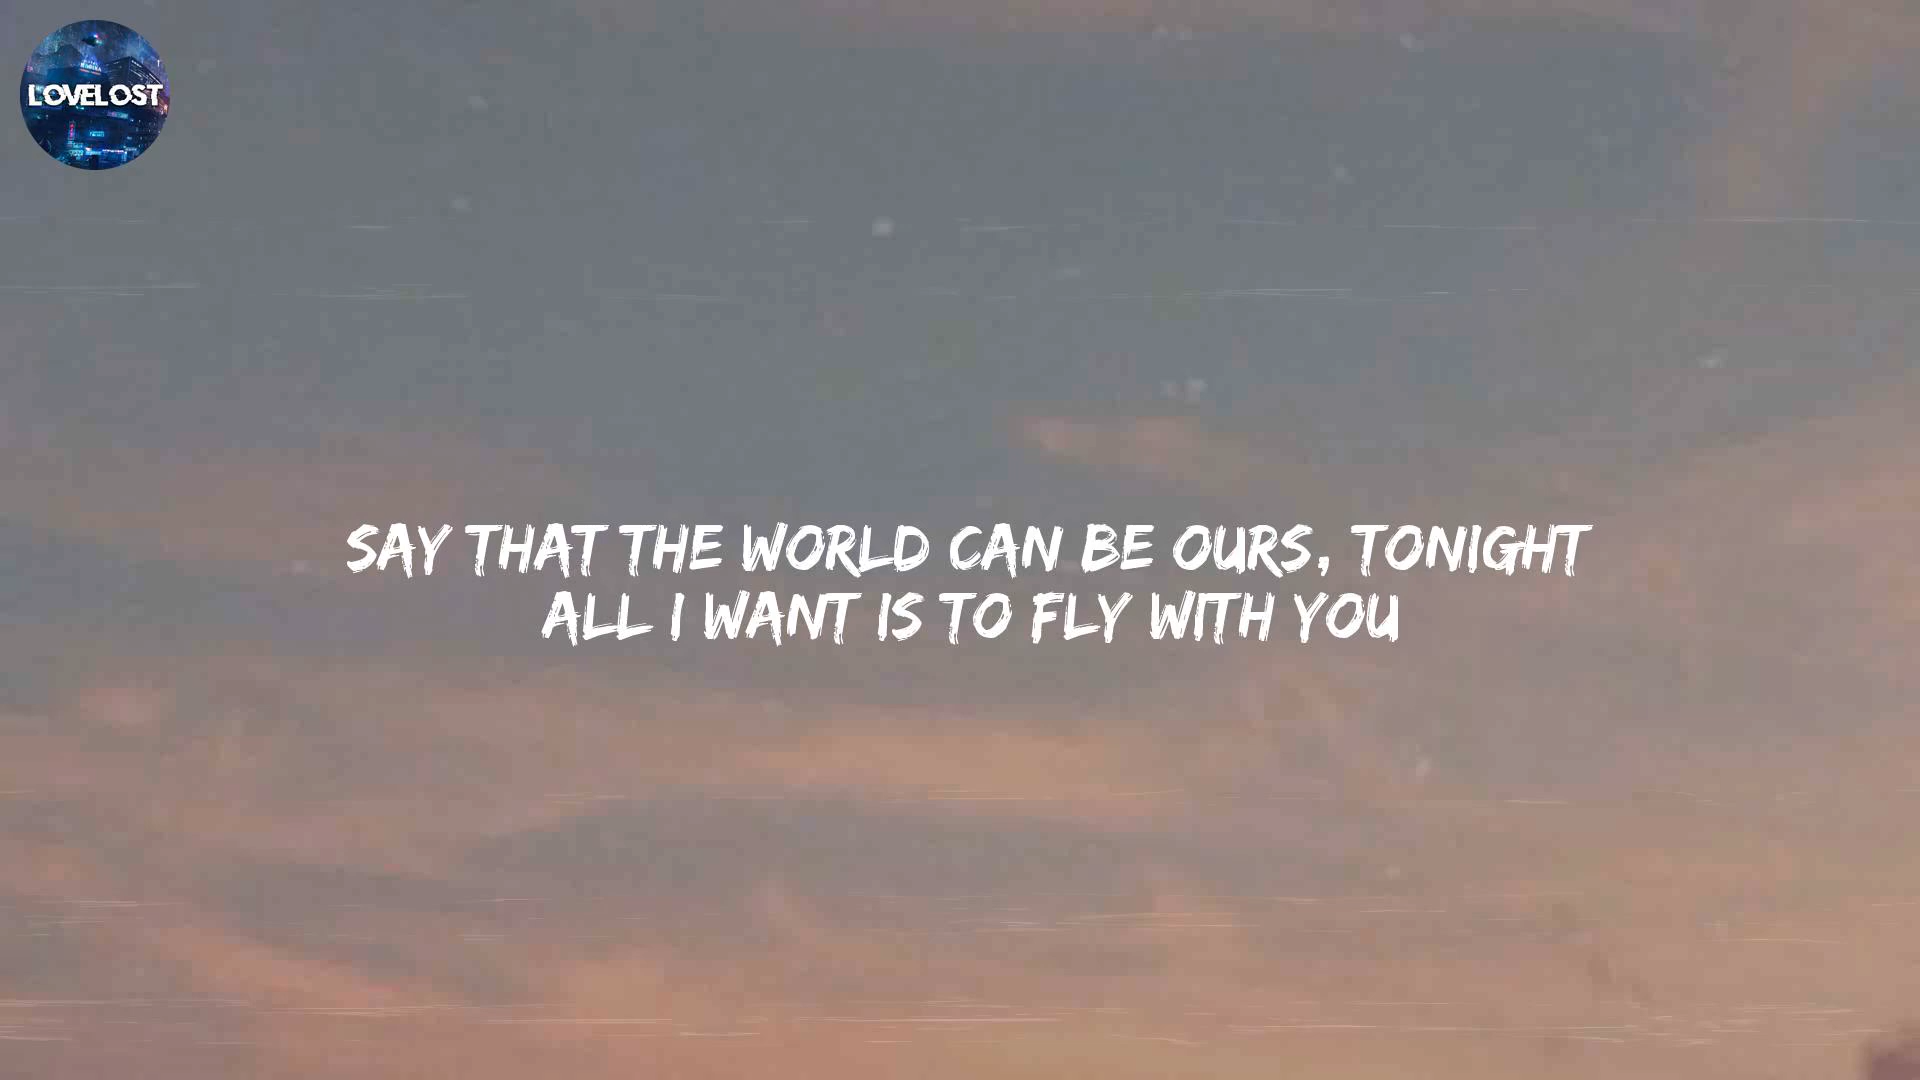 LOVELOST
SAY THAT THE WORLD CAN BE OURS, TONIGHT
ALL I WANT IS TO FLY WITH YOU